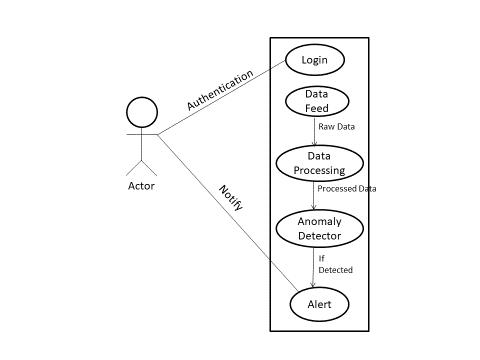 Login
Authentication
Data
Feed
Raw Data
Data
Processing
Actor
Processed Data
Notify
Anomaly
Detector
If
Detected
Alert